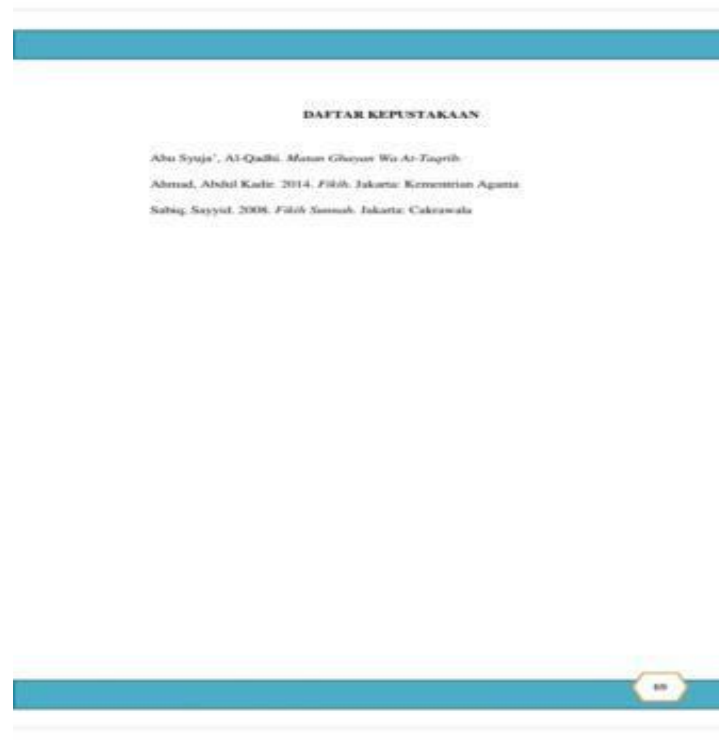 DAFTAR KEPUSTAKAAN
Abu Syuja', Al-Qadhi. Matan Ghayan Wa At-Taqrib
Ahmad, Abdul Kadir. 2014. Fikih. Jakarta: Kementrian Agama
Sabiq, Sayyid. 2008. Fikih Sunnah. Jakarta: Cakrawala